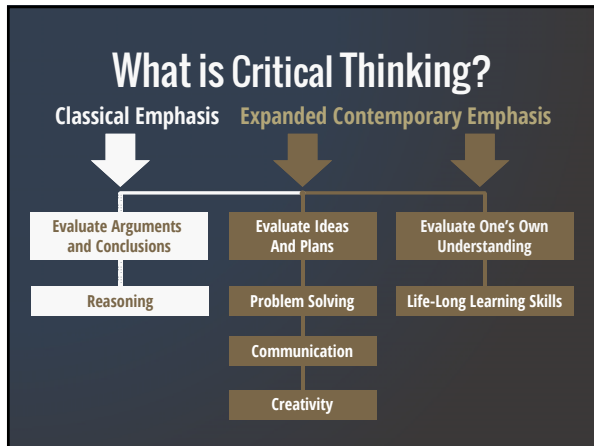 What is Critical Thinking?
Classical Emphasis
Expanded Contemporary Emphasis
Evaluate Arguments
and Conclusions
Reasoning
Evaluate Ideas
And Plans
Problem Solving
Communication
Creativity
Evaluate One's Own
Understanding
Life-Long Learning Skills